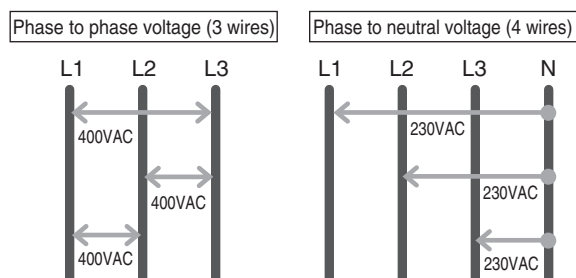 Phase to phase voltage (3 wires)
L1 L2 L3
400VAC
400VAC
400VAC
Phase to neutral voltage (4 wires)
L1 L2 L3 N
230VAC
230VAC
230VAC